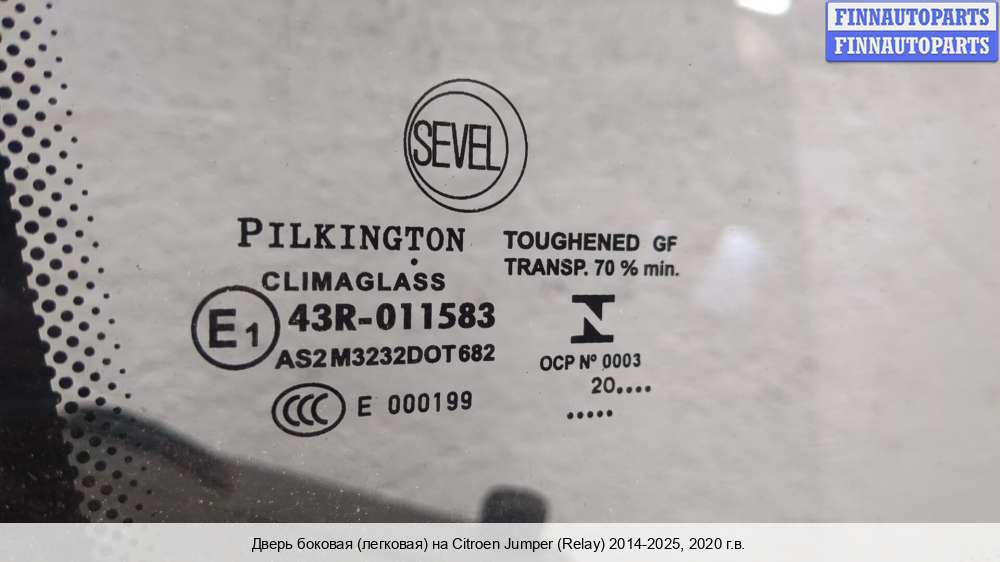 FINNAUTOPARTS
FINNAUTOPARTS
SEVEL
PILKINGTON
CLIMAGLASS
E1 43R-011583
AS2 M3232DOT682
CCC E 000199
TOUGHENED GF
TRANSP. 70 % min.
N
OCP Nº 0003
20....
.....
Дверь боковая (легковая) на Citroen Jumper (Relay) 2014-2025, 2020 г.в.